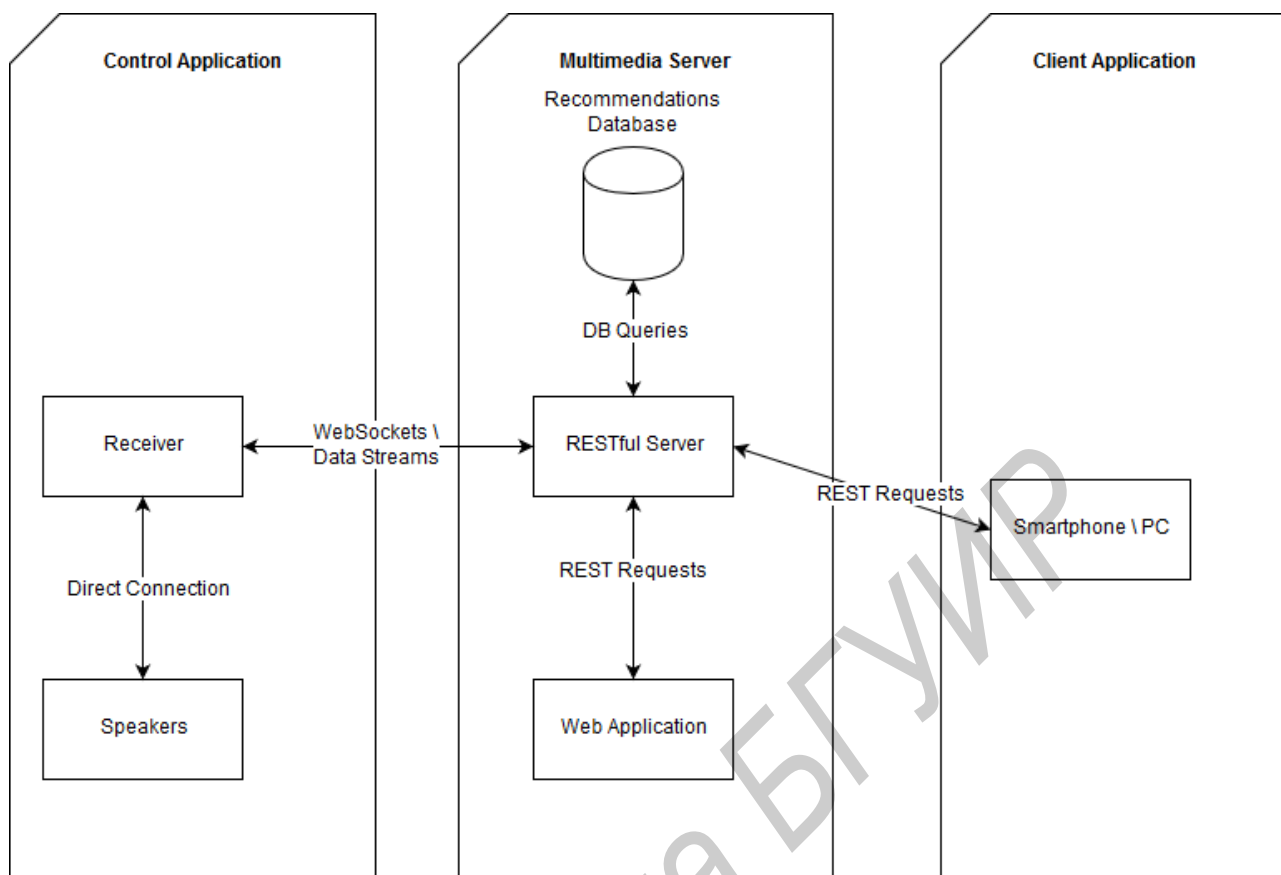 Control Application
Multimedia Server
Client Application
Recommendations
Database
DB Queries
Receiver
WebSockets \
Data Streams
RESTful Server
REST Requests
Smartphone \ PC
Direct Connection
REST Requests
Speakers
Web Application
БГУИР